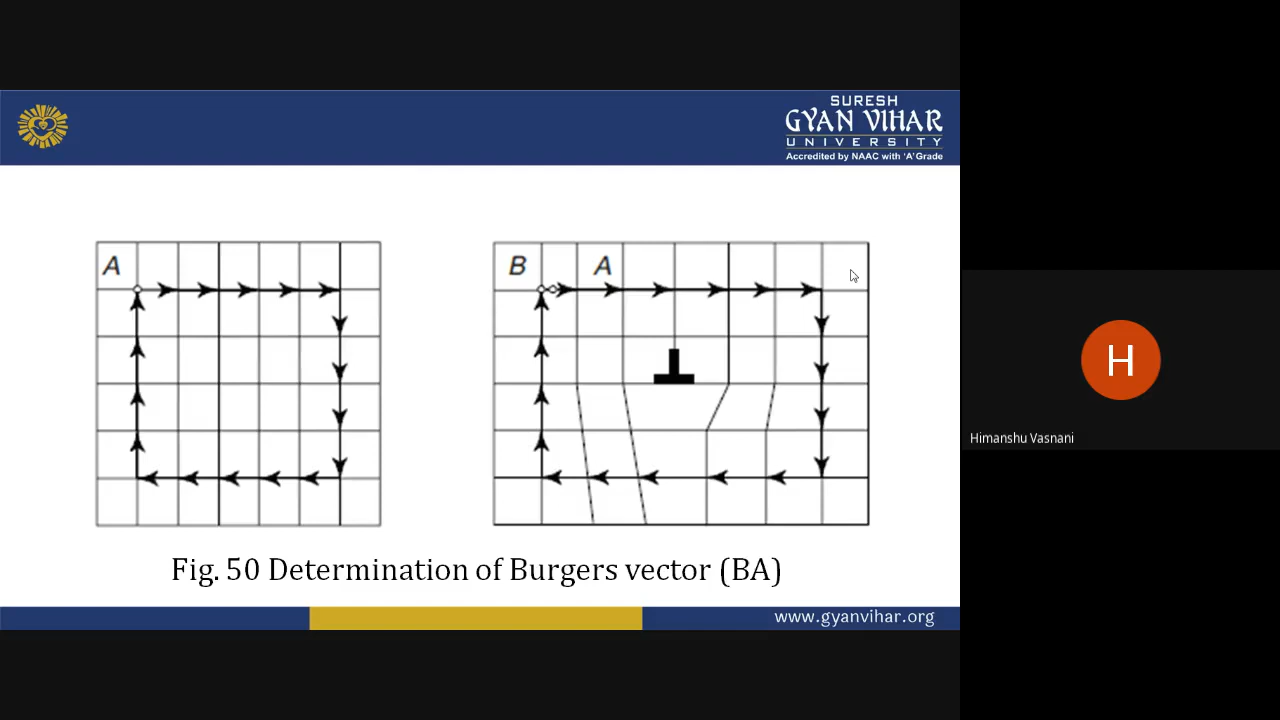 SURESH
GYAN VIHAR
UNIVERSITY
Accredited by NAAC with 'A' Grade
A
B A
Fig. 50 Determination of Burgers vector (BA)
www.gyanvihar.org
H
Himanshu Vasnani